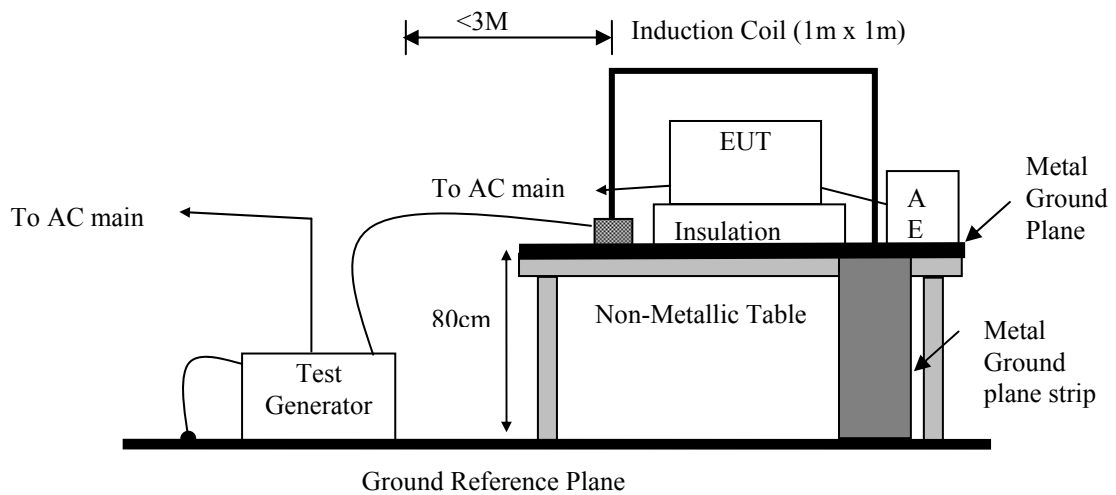 <3M
Induction Coil (1m x 1m)
EUT
To AC main
Metal
Ground
Plane
A
E
To AC main
Insulation
80cm
Non-Metallic Table
Metal
Ground
plane strip
Test
Generator
Ground Reference Plane